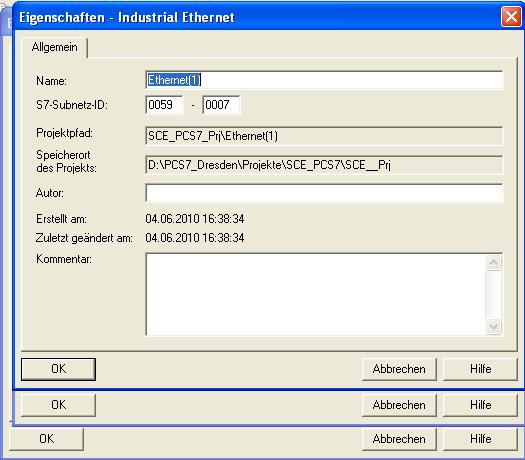 Eigenschaften - Industrial Ethernet
Allgemein
Name: Ethernet(1)
S7-Subnetz-ID: 0059 - 0007
Projektpfad: SCE_PCS7_Prj\Ethernet(1)
Speicherort
des Projekts: D:\PCS7_Dresden\Projekte\SCE_PCS7\SCE__Prj
Autor:
Erstellt am: 04.06.2010 16:38:34
Zuletzt geändert am: 04.06.2010 16:38:34
Kommentar:
OK Abbrechen Hilfe
OK Abbrechen Hilfe
OK Abbrechen Hilfe